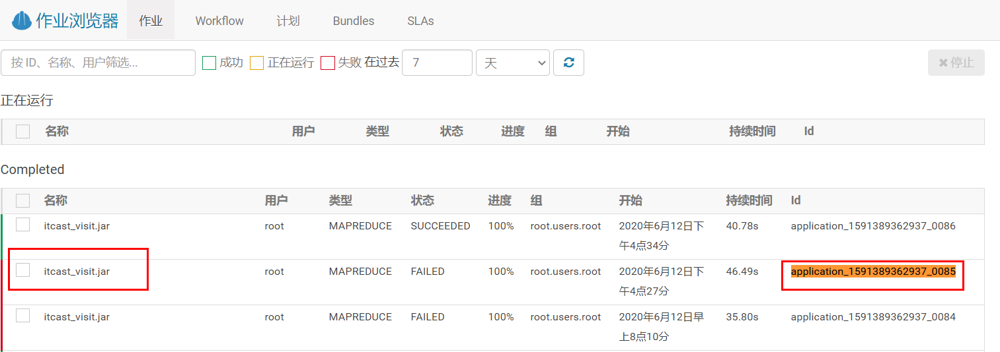 作业浏览器 作业 Workflow 计划 Bundles SLAs
按 ID、名称、用户筛选... 成功 正在运行 失败 在过去 7 天 停止
正在运行
名称 用户 类型 状态 进度 组 开始 持续时间 Id
Completed
名称 用户 类型 状态 进度 组 开始 持续时间 Id
itcast_visit.jar root MAPREDUCE SUCCEEDED 100% root.users.root 2020年6月12日下 40.78s application_1591389362937_0086
午4点34分
itcast_visit.jar root MAPREDUCE FAILED 100% root.users.root 2020年6月12日下 46.49s application_1591389362937_0085
午4点27分
itcast_visit.jar root MAPREDUCE FAILED 100% root.users.root 2020年6月12日早 35.80s application_1591389362937_0084
上8点10分